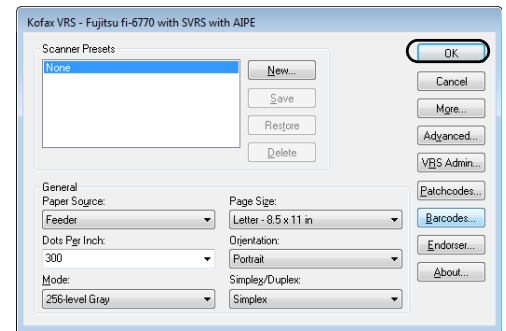 Kofax VRS - Fujitsu fi-6770 with SVRS with AIPE
Scanner Presets
None
New...
Save
Restore
Delete
OK
Cancel
More...
Advanced...
VRS Admin...
Patchcodes...
Barcodes...
Endorser...
About...
General
Paper Source:
Feeder
Page Size:
Letter - 8.5 x 11 in
Dots Per Inch:
300
Orientation:
Portrait
Mode:
256-level Gray
Simplex/Duplex:
Simplex